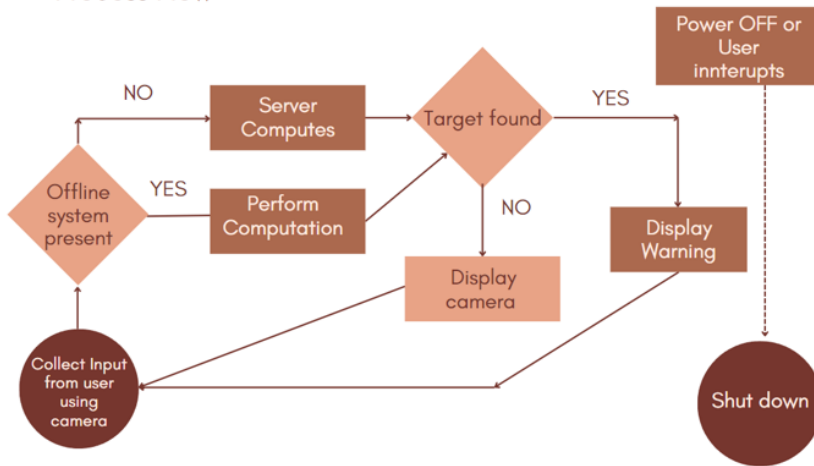 Power OFF or
User
innterupts
NO
Server
Computes
Target found
YES
Offline
system
present
YES
Perform
Computation
NO
Display
Warning
Display
camera
Collect Input
from user
using
camera
Shut down